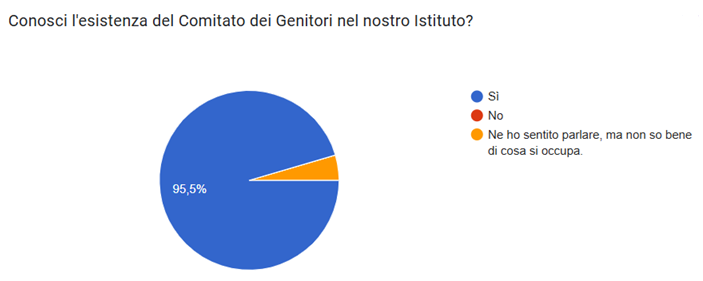 Conosci l'esistenza del Comitato dei Genitori nel nostro Istituto?
Sì
No
Ne ho sentito parlare, ma non so bene
di cosa si occupa.
95,5%